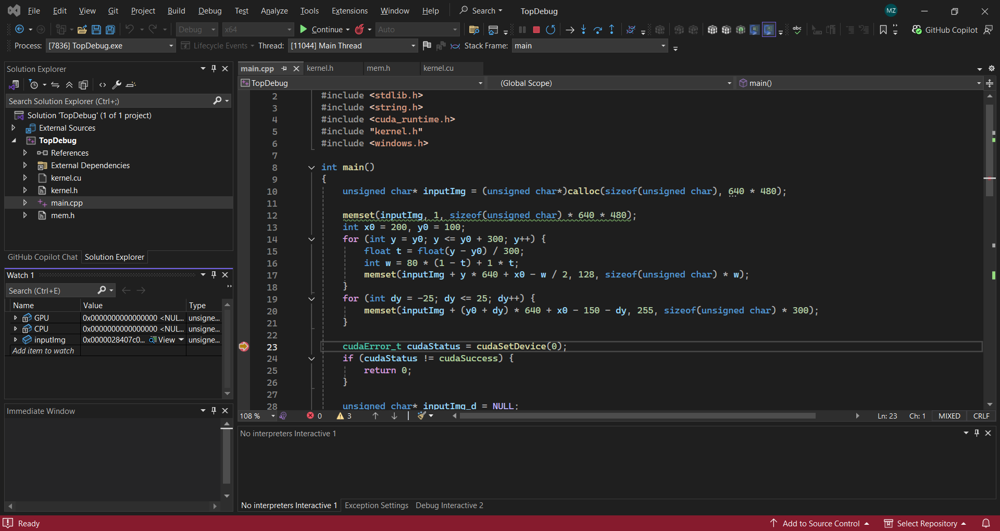 File Edit View Git Project Build Debug Test Analyze Tools Extensions Window Help Search TopDebug MZ
Debug x64 Continue Auto abc GitHub Copilot
Process: [7836] TopDebug.exe Lifecycle Events Thread: [11044] Main Thread Stack Frame: main
Solution Explorer
Search Solution Explorer (Ctrl+;)
Solution 'TopDebug' (1 of 1 project)
External Sources
TopDebug
References
External Dependencies
kernel.cu
kernel.h
main.cpp
mem.h
GitHub Copilot Chat Solution Explorer
Watch 1
Search (Ctrl+E)
Name Value Type
GPU 0x0000000000000000 <NUL... unsigne...
CPU 0x0000000000000000 <NUL... unsigne...
inputImg 0x0000028407c0... View unsigne...
Add item to watch
Immediate Window
main.cpp kernel.h mem.h kernel.cu
TopDebug (Global Scope) main()
2 #include <stdlib.h>
3 #include <string.h>
4 #include <cuda_runtime.h>
5 #include "kernel.h"
6 #include <windows.h>
7
8 int main()
9 {
10 unsigned char* inputImg = (unsigned char*)calloc(sizeof(unsigned char), 640 * 480);
11
12 memset(inputImg, 1, sizeof(unsigned char) * 640 * 480);
13 int x0 = 200, y0 = 100;
14 for (int y = y0; y <= y0 + 300; y++) {
15 float t = float(y - y0) / 300;
16 int w = 80 * (1 - t) + 1 * t;
17 memset(inputImg + y * 640 + x0 - w / 2, 128, sizeof(unsigned char) * w);
18 }
19 for (int dy = -25; dy <= 25; dy++) {
20 memset(inputImg + (y0 + dy) * 640 + x0 - 150 - dy, 255, sizeof(unsigned char) * 300);
21 }
22
23 cudaError_t cudaStatus = cudaSetDevice(0);
24 if (cudaStatus != cudaSuccess) {
25 return 0;
26 }
27
28 unsigned char* inputImg_d = NULL;
108 % 0 3 Ln: 23 Ch: 1 MIXED CRLF
No interpreters Interactive 1
No interpreters Interactive 1 Exception Settings Debug Interactive 2
Ready Add to Source Control Select Repository